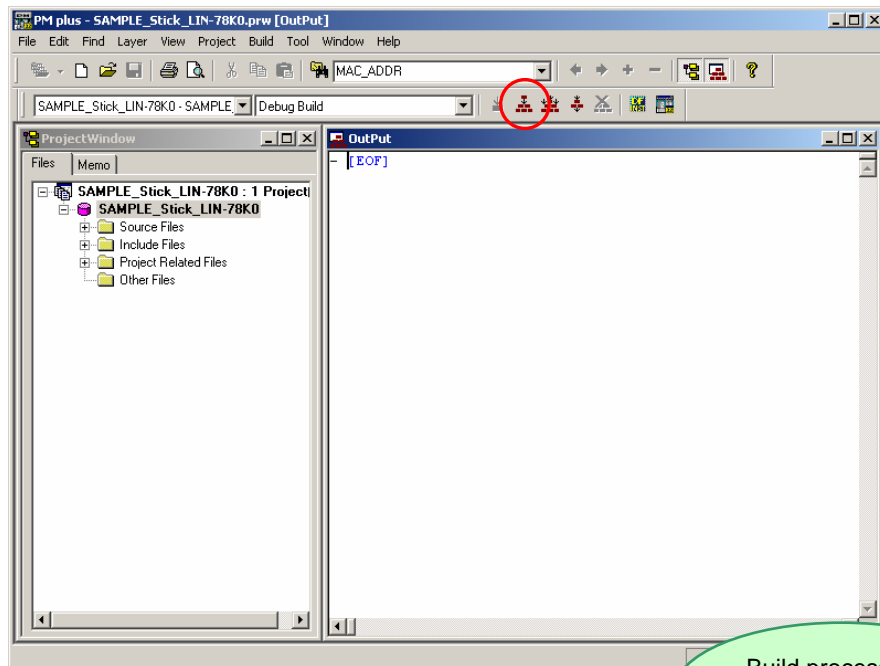 PM plus - SAMPLE_Stick_LIN-78K0.prw [OutPut]
File Edit Find Layer View Project Build Tool Window Help
MAC_ADDR
SAMPLE_Stick_LIN-78K0 - SAMPLE_ Debug Build
ProjectWindow
Files Memo
SAMPLE_Stick_LIN-78K0 : 1 Project
SAMPLE_Stick_LIN-78K0
Source Files
Include Files
Project Related Files
Other Files
OutPut
[EOF]
Build